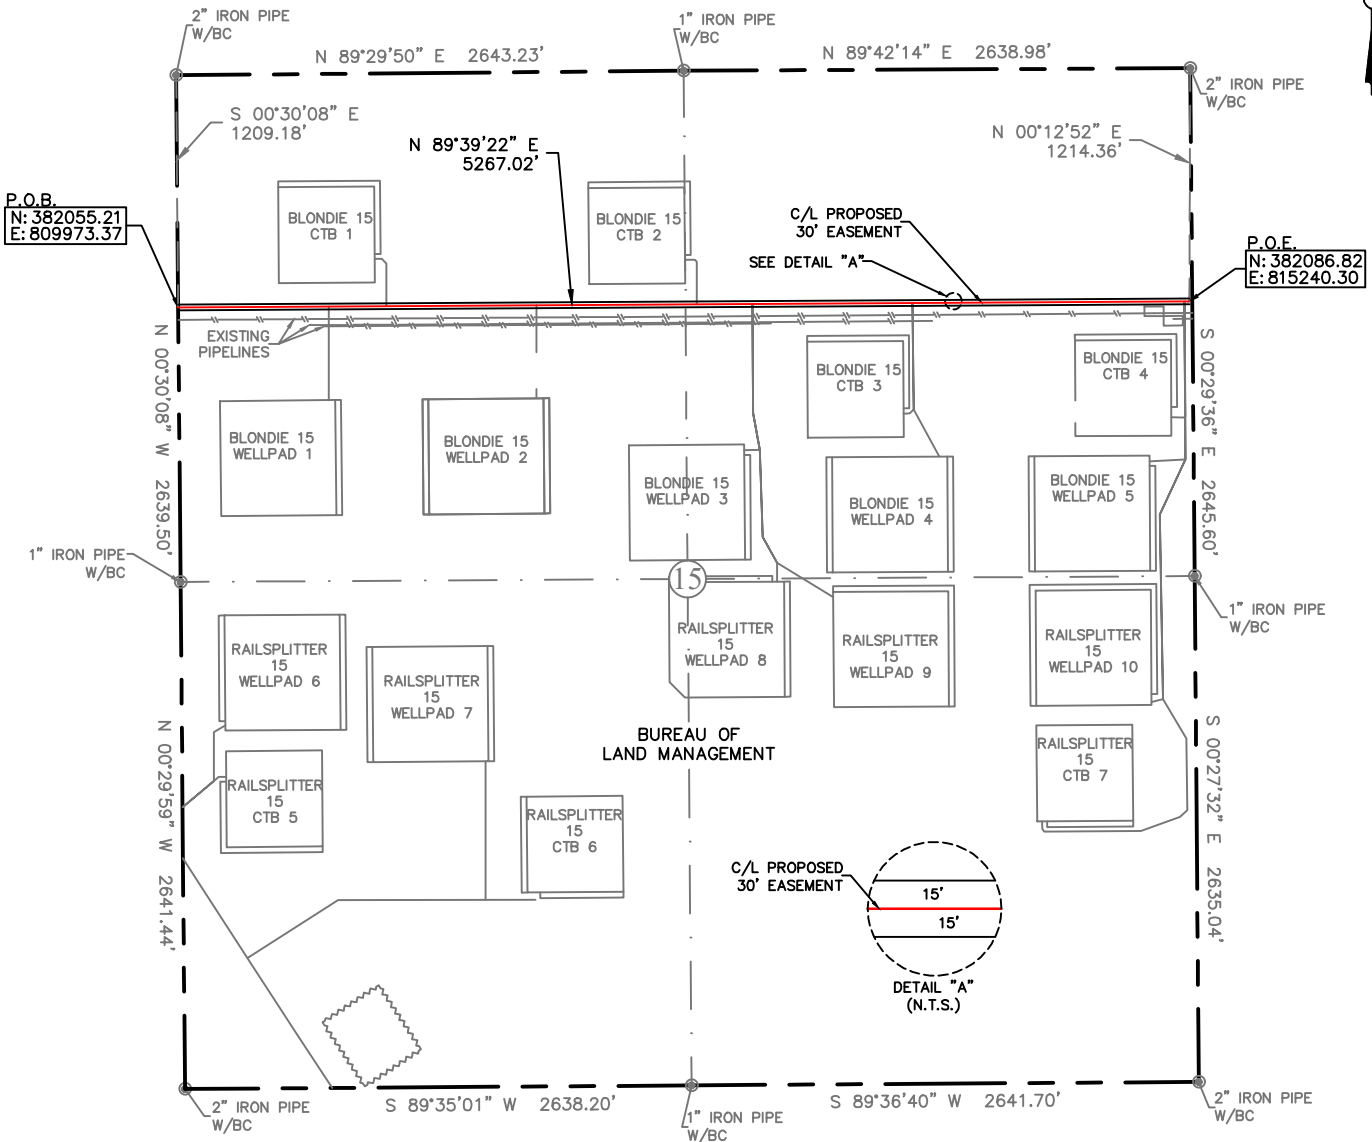 2" IRON PIPE
W/BC
1" IRON PIPE
W/BC
N 89°29'50" E 2643.23'
N 89°42'14" E 2638.98'
2" IRON PIPE
W/BC
S 00°30'08" E
1209.18'
N 89°39'22" E
5267.02'
N 00°12'52" E
1214.36'
P.O.B.
N: 382055.21
E: 809973.37
BLONDIE 15
CTB 1
BLONDIE 15
CTB 2
C/L PROPOSED
30' EASEMENT
SEE DETAIL "A"
P.O.E.
N: 382086.82
E: 815240.30
EXISTING
PIPELINES
N 00°30'08" W 2639.50'
S 00°29'36" E 2645.60'
BLONDIE 15
CTB 3
BLONDIE 15
CTB 4
BLONDIE 15
WELLPAD 1
BLONDIE 15
WELLPAD 2
BLONDIE 15
WELLPAD 3
BLONDIE 15
WELLPAD 4
BLONDIE 15
WELLPAD 5
1" IRON PIPE
W/BC
15
1" IRON PIPE
W/BC
RAILSPLITTER
15
WELLPAD 6
RAILSPLITTER
15
WELLPAD 7
RAILSPLITTER
15
WELLPAD 8
RAILSPLITTER
15
WELLPAD 9
RAILSPLITTER
15
WELLPAD 10
BUREAU OF
LAND MANAGEMENT
N 00°29'59" W 2641.44'
S 00°27'32" E 2635.04'
RAILSPLITTER
15
CTB 5
RAILSPLITTER
15
CTB 6
RAILSPLITTER
15
CTB 7
C/L PROPOSED
30' EASEMENT
15'
15'
DETAIL "A"
(N.T.S.)
2" IRON PIPE
W/BC
S 89°35'01" W 2638.20'
1" IRON PIPE
W/BC
S 89°36'40" W 2641.70'
2" IRON PIPE
W/BC